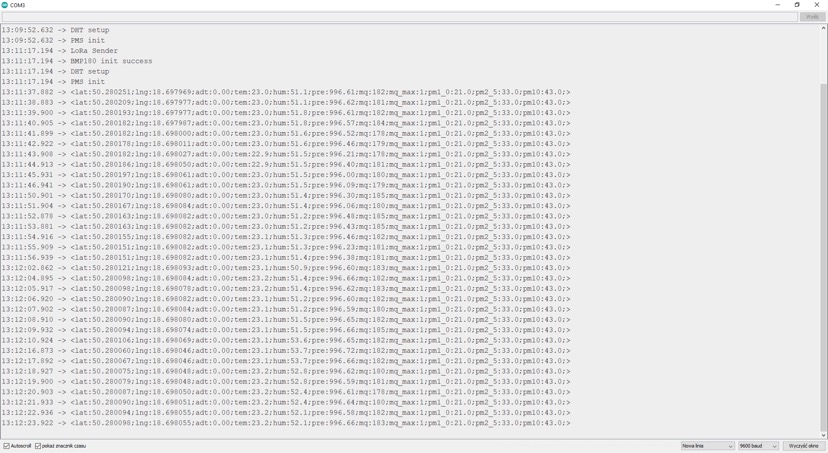 COM3
Wyślij
13:09:52.632 -> DHT setup
13:09:52.632 -> PMS init
13:11:17.194 -> LoRa Sender
13:11:17.194 -> BMP180 init success
13:11:17.194 -> DHT setup
13:11:17.194 -> PMS init
13:11:37.882 -> <lat:50.280251;lng:18.697969;adt:0.00;tem:23.0;hum:51.1;pre:996.61;mq:182;mq_max:1;pm1_0:21.0;pm2_5:33.0;pm10:43.0;>
13:11:38.883 -> <lat:50.280209;lng:18.697977;adt:0.00;tem:23.0;hum:51.1;pre:996.62;mq:181;mq_max:1;pm1_0:21.0;pm2_5:33.0;pm10:43.0;>
13:11:39.900 -> <lat:50.280193;lng:18.697977;adt:0.00;tem:23.0;hum:51.8;pre:996.61;mq:182;mq_max:1;pm1_0:21.0;pm2_5:33.0;pm10:43.0;>
13:11:40.905 -> <lat:50.280182;lng:18.697987;adt:0.00;tem:23.0;hum:51.8;pre:996.57;mq:184;mq_max:1;pm1_0:21.0;pm2_5:33.0;pm10:43.0;>
13:11:41.899 -> <lat:50.280182;lng:18.698000;adt:0.00;tem:23.0;hum:51.6;pre:996.52;mq:178;mq_max:1;pm1_0:21.0;pm2_5:33.0;pm10:43.0;>
13:11:42.922 -> <lat:50.280178;lng:18.698011;adt:0.00;tem:23.0;hum:51.6;pre:996.46;mq:179;mq_max:1;pm1_0:21.0;pm2_5:33.0;pm10:43.0;>
13:11:43.908 -> <lat:50.280182;lng:18.698027;adt:0.00;tem:22.9;hum:51.5;pre:996.21;mq:178;mq_max:1;pm1_0:21.0;pm2_5:33.0;pm10:43.0;>
13:11:44.913 -> <lat:50.280186;lng:18.698050;adt:0.00;tem:22.9;hum:51.5;pre:996.40;mq:181;mq_max:1;pm1_0:21.0;pm2_5:33.0;pm10:43.0;>
13:11:45.931 -> <lat:50.280197;lng:18.698061;adt:0.00;tem:23.0;hum:51.5;pre:996.00;mq:181;mq_max:1;pm1_0:21.0;pm2_5:33.0;pm10:43.0;>
13:11:46.941 -> <lat:50.280190;lng:18.698061;adt:0.00;tem:23.0;hum:51.5;pre:996.09;mq:179;mq_max:1;pm1_0:21.0;pm2_5:33.0;pm10:43.0;>
13:11:50.901 -> <lat:50.280170;lng:18.698080;adt:0.00;tem:23.0;hum:51.4;pre:996.30;mq:185;mq_max:1;pm1_0:21.0;pm2_5:33.0;pm10:43.0;>
13:11:51.904 -> <lat:50.280167;lng:18.698084;adt:0.00;tem:23.0;hum:51.4;pre:996.06;mq:180;mq_max:1;pm1_0:21.0;pm2_5:33.0;pm10:43.0;>
13:11:52.878 -> <lat:50.280163;lng:18.698082;adt:0.00;tem:23.0;hum:51.2;pre:996.48;mq:185;mq_max:1;pm1_0:21.0;pm2_5:33.0;pm10:43.0;>
13:11:53.881 -> <lat:50.280163;lng:18.698082;adt:0.00;tem:23.0;hum:51.2;pre:996.43;mq:185;mq_max:1;pm1_0:21.0;pm2_5:33.0;pm10:43.0;>
13:11:54.916 -> <lat:50.280155;lng:18.698082;adt:0.00;tem:23.1;hum:51.3;pre:996.46;mq:182;mq_max:1;pm1_0:21.0;pm2_5:33.0;pm10:43.0;>
13:11:55.909 -> <lat:50.280151;lng:18.698082;adt:0.00;tem:23.1;hum:51.3;pre:996.23;mq:181;mq_max:1;pm1_0:21.0;pm2_5:33.0;pm10:43.0;>
13:11:56.939 -> <lat:50.280151;lng:18.698082;adt:0.00;tem:23.1;hum:51.4;pre:996.38;mq:181;mq_max:1;pm1_0:21.0;pm2_5:33.0;pm10:43.0;>
13:12:02.862 -> <lat:50.280121;lng:18.698093;adt:0.00;tem:23.1;hum:50.9;pre:996.60;mq:183;mq_max:1;pm1_0:21.0;pm2_5:33.0;pm10:43.0;>
13:12:04.895 -> <lat:50.280098;lng:18.698084;adt:0.00;tem:23.2;hum:51.4;pre:996.66;mq:183;mq_max:1;pm1_0:21.0;pm2_5:33.0;pm10:43.0;>
13:12:05.917 -> <lat:50.280098;lng:18.698078;adt:0.00;tem:23.2;hum:51.4;pre:996.62;mq:183;mq_max:1;pm1_0:21.0;pm2_5:33.0;pm10:43.0;>
13:12:06.920 -> <lat:50.280090;lng:18.698082;adt:0.00;tem:23.1;hum:51.2;pre:996.60;mq:182;mq_max:1;pm1_0:21.0;pm2_5:33.0;pm10:43.0;>
13:12:07.902 -> <lat:50.280087;lng:18.698084;adt:0.00;tem:23.1;hum:51.2;pre:996.59;mq:180;mq_max:1;pm1_0:21.0;pm2_5:33.0;pm10:43.0;>
13:12:08.910 -> <lat:50.280090;lng:18.698080;adt:0.00;tem:23.1;hum:51.5;pre:996.65;mq:182;mq_max:1;pm1_0:21.0;pm2_5:33.0;pm10:43.0;>
13:12:09.932 -> <lat:50.280094;lng:18.698074;adt:0.00;tem:23.1;hum:51.5;pre:996.66;mq:185;mq_max:1;pm1_0:21.0;pm2_5:33.0;pm10:43.0;>
13:12:10.924 -> <lat:50.280106;lng:18.698069;adt:0.00;tem:23.1;hum:53.6;pre:996.65;mq:182;mq_max:1;pm1_0:21.0;pm2_5:33.0;pm10:43.0;>
13:12:16.873 -> <lat:50.280060;lng:18.698046;adt:0.00;tem:23.1;hum:53.7;pre:996.72;mq:182;mq_max:1;pm1_0:21.0;pm2_5:33.0;pm10:43.0;>
13:12:17.892 -> <lat:50.280067;lng:18.698046;adt:0.00;tem:23.1;hum:53.7;pre:996.66;mq:182;mq_max:1;pm1_0:21.0;pm2_5:33.0;pm10:43.0;>
13:12:18.927 -> <lat:50.280075;lng:18.698048;adt:0.00;tem:23.2;hum:52.8;pre:996.62;mq:180;mq_max:1;pm1_0:21.0;pm2_5:33.0;pm10:43.0;>
13:12:19.900 -> <lat:50.280079;lng:18.698048;adt:0.00;tem:23.2;hum:52.8;pre:996.59;mq:181;mq_max:1;pm1_0:21.0;pm2_5:33.0;pm10:43.0;>
13:12:20.903 -> <lat:50.280087;lng:18.698050;adt:0.00;tem:23.2;hum:52.4;pre:996.61;mq:178;mq_max:1;pm1_0:21.0;pm2_5:33.0;pm10:43.0;>
13:12:21.933 -> <lat:50.280090;lng:18.698051;adt:0.00;tem:23.2;hum:52.4;pre:996.64;mq:180;mq_max:1;pm1_0:21.0;pm2_5:33.0;pm10:43.0;>
13:12:22.936 -> <lat:50.280094;lng:18.698055;adt:0.00;tem:23.2;hum:52.1;pre:996.58;mq:182;mq_max:1;pm1_0:21.0;pm2_5:33.0;pm10:43.0;>
13:12:23.922 -> <lat:50.280098;lng:18.698055;adt:0.00;tem:23.2;hum:52.1;pre:996.60;mq:183;mq_max:1;pm1_0:21.0;pm2_5:33.0;pm10:43.0;>
Autoscroll pokaż znacznik czasu Nowa linia 9600 baud Wyczyść okno